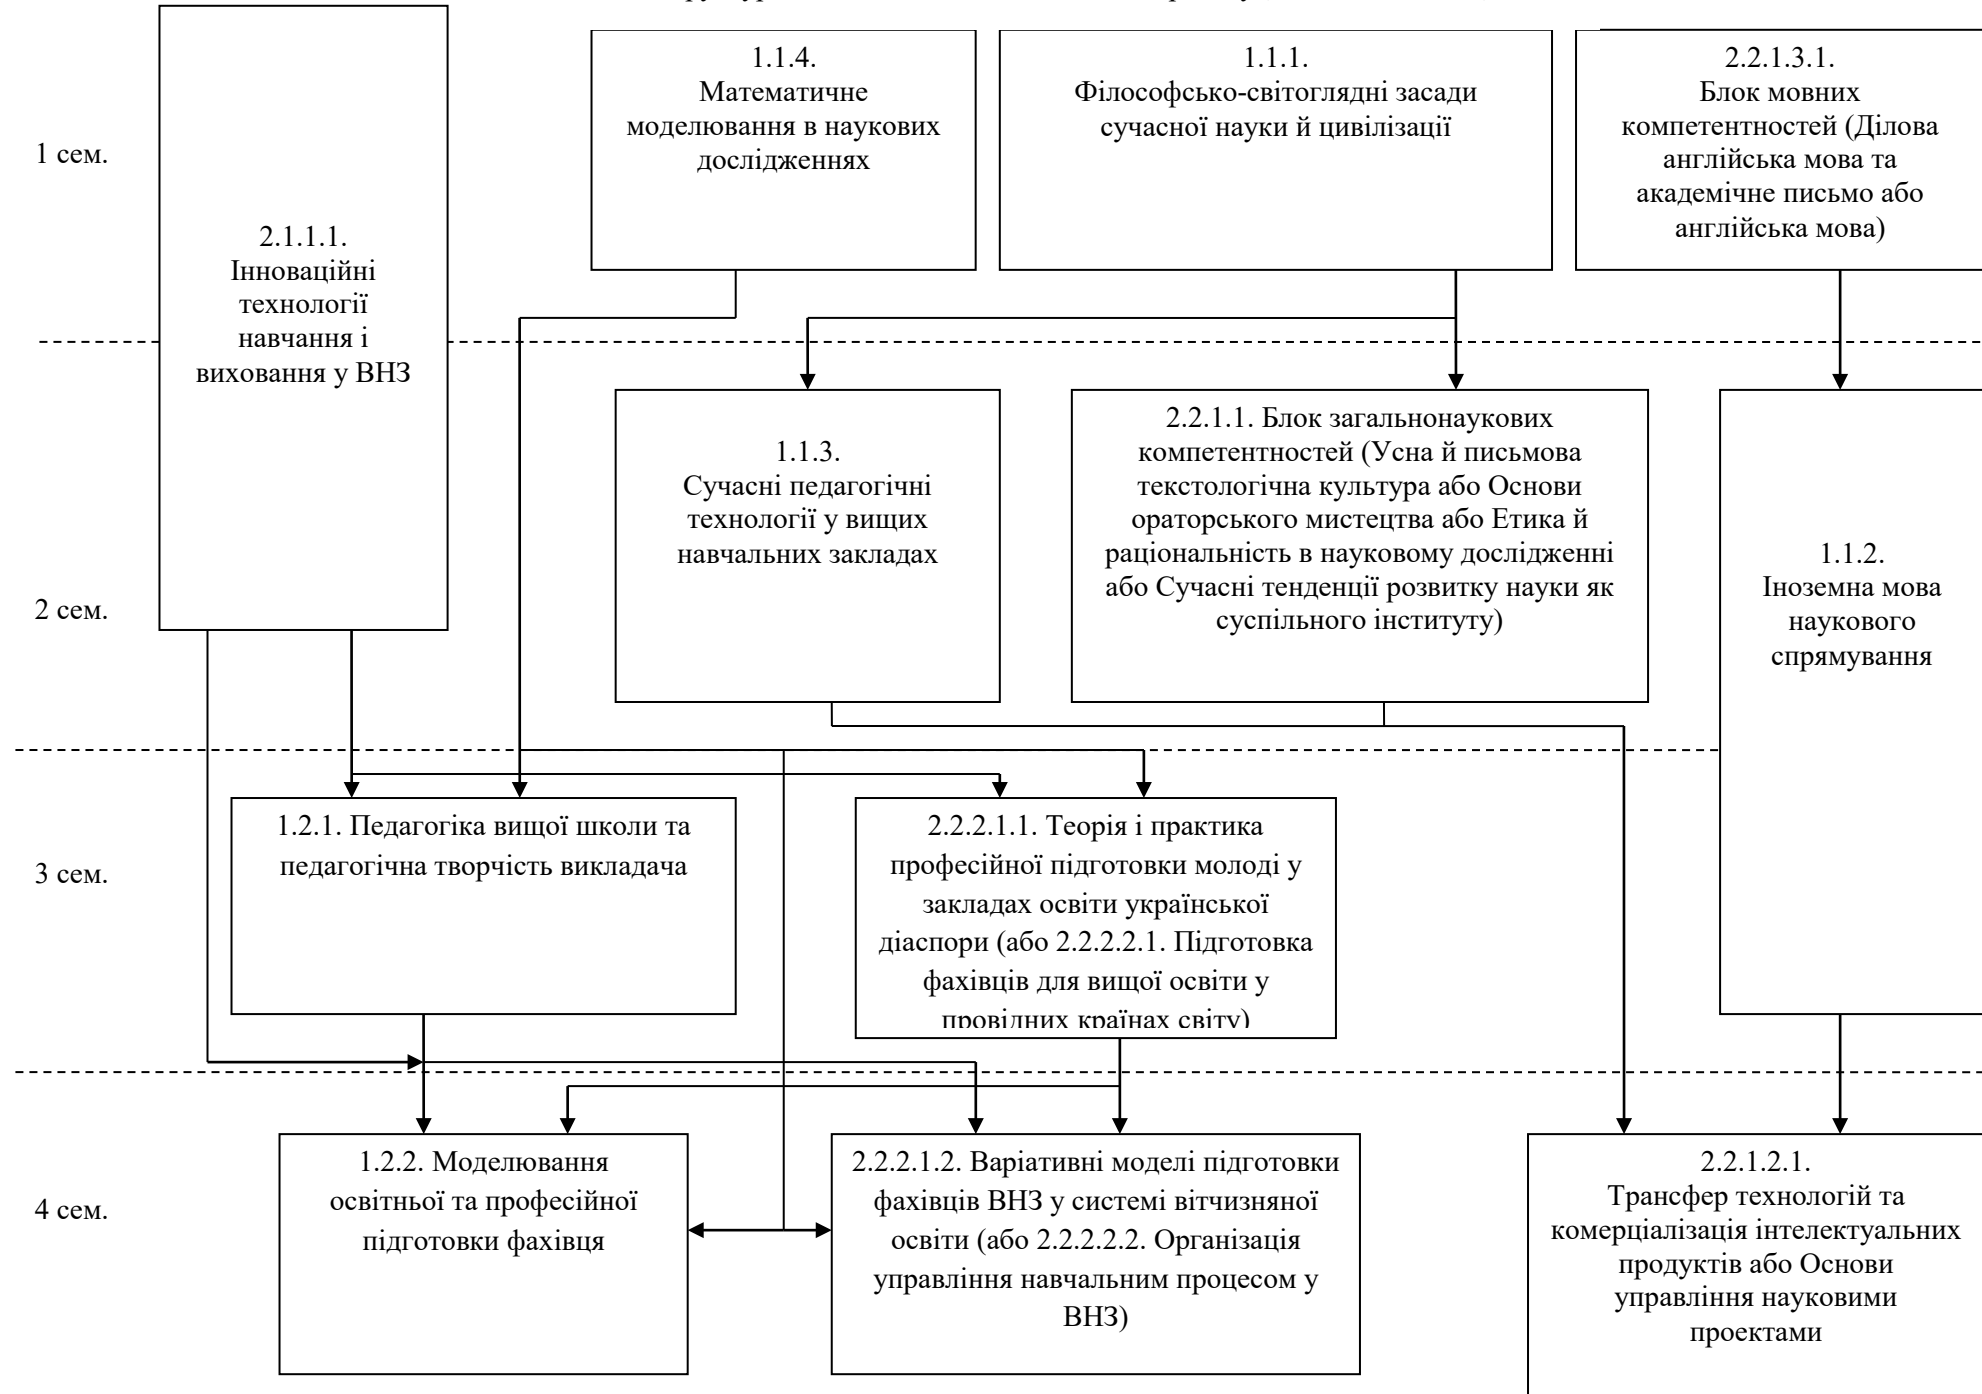 1 сем.
2.1.1.1.
Інноваційні
технології
навчання і
виховання у ВНЗ
1.1.4.
Математичне
моделювання в наукових
дослідженнях
1.1.1.
Філософсько-світоглядні засади
сучасної науки й цивілізації
2.2.1.3.1.
Блок мовних
компетентностей (Ділова
англійська мова та
академічне письмо або
англійська мова)
2 сем.
1.1.3.
Сучасні педагогічні
технології у вищих
навчальних закладах
2.2.1.1. Блок загальнонаукових
компетентностей (Усна й письмова
текстологічна культура або Основи
ораторського мистецтва або Етика й
раціональність в науковому дослідженні
або Сучасні тенденції розвитку науки як
суспільного інституту)
1.1.2.
Іноземна мова
наукового
спрямування
3 сем.
1.2.1. Педагогіка вищої школи та
педагогічна творчість викладача
2.2.2.1.1. Теорія і практика
професійної підготовки молоді у
закладах освіти української
діаспори (або 2.2.2.2.1. Підготовка
фахівців для вищої освіти у
провідних країнах світу)
4 сем.
1.2.2. Моделювання
освітньої та професійної
підготовки фахівця
2.2.2.1.2. Варіативні моделі підготовки
фахівців ВНЗ у системі вітчизняної
освіти (або 2.2.2.2.2. Організація
управління навчальним процесом у
ВНЗ)
2.2.1.2.1.
Трансфер технологій та
комерціалізація інтелектуальних
продуктів або Основи
управління науковими
проектами